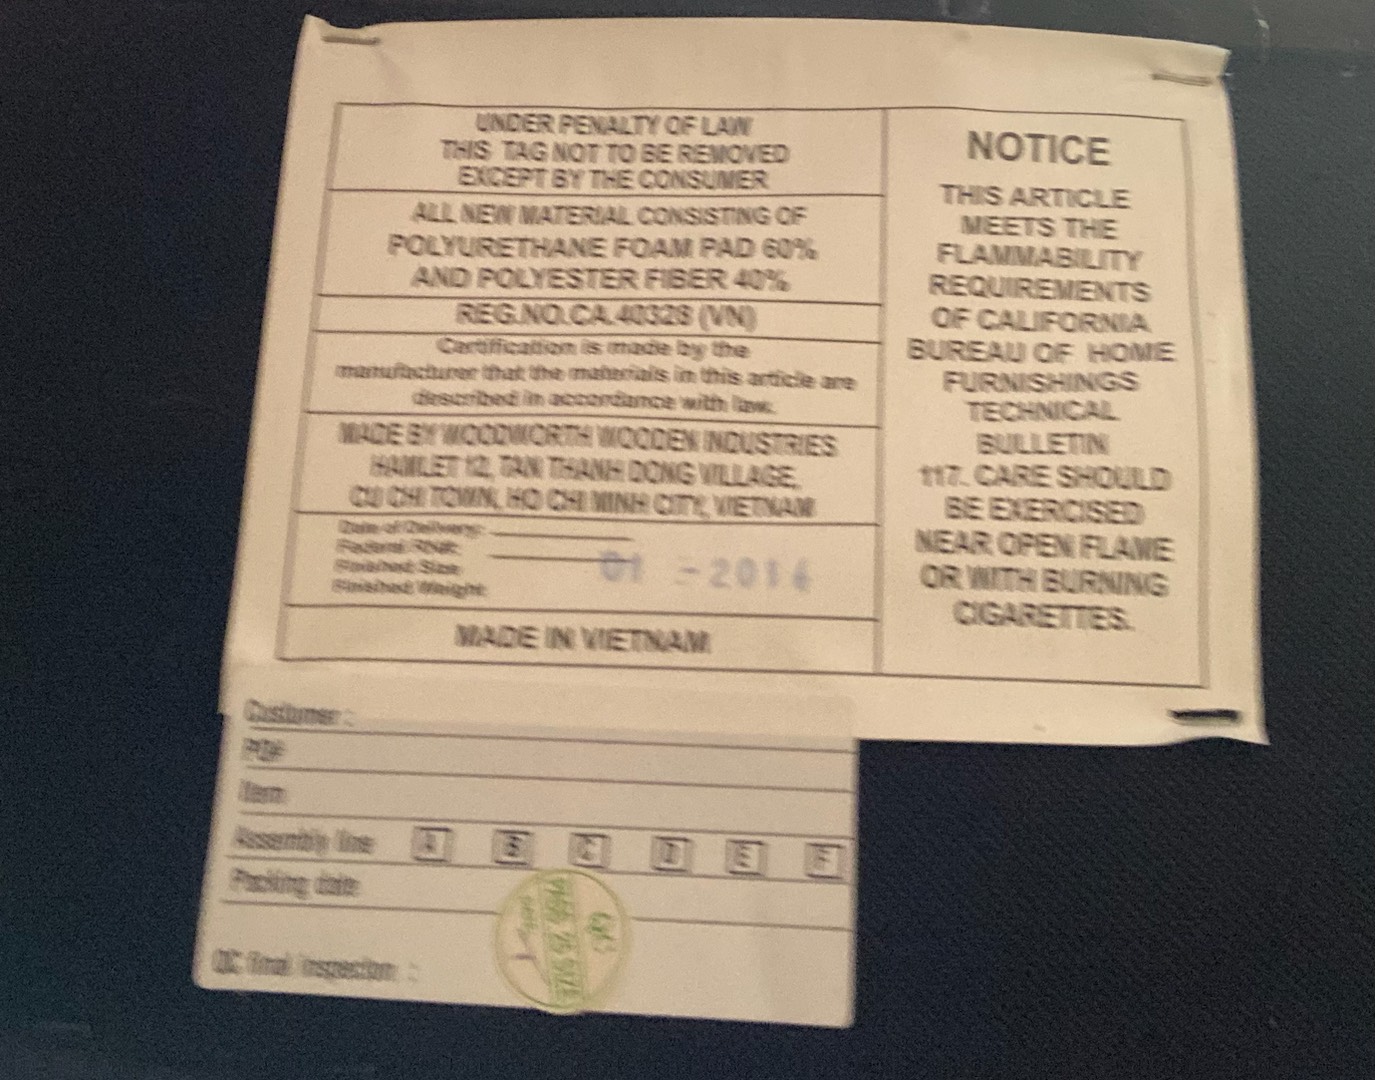 UNDER PENALTY OF LAW
THIS TAG NOT TO BE REMOVED
EXCEPT BY THE CONSUMER
ALL NEW MATERIAL CONSISTING OF
POLYURETHANE FOAM PAD 60%
AND POLYESTER FIBER 40%
REG.NO.CA.40328 (VN)
Certification is made by the
manufacturer that the materials in this article are
described in accordance with law.
MADE BY WOODWORTH WOODEN INDUSTRIES
HAMLET 12, TAN THANH DONG VILLAGE,
CU CHI TOWN, HO CHI MINH CITY, VIETNAM
Date of Delivery:
Finished Size
Finished Weight
01 -2014
MADE IN VIETNAM
NOTICE
THIS ARTICLE
MEETS THE
FLAMMABILITY
REQUIREMENTS
OF CALIFORNIA
BUREAU OF HOME
FURNISHINGS
TECHNICAL
BULLETIN
117. CARE SHOULD
BE EXERCISED
NEAR OPEN FLAME
OR WITH BURNING
CIGARETTES.
Customer :
PO#
Item
Assembly line A B C D E F
Packing date
QC final inspection :